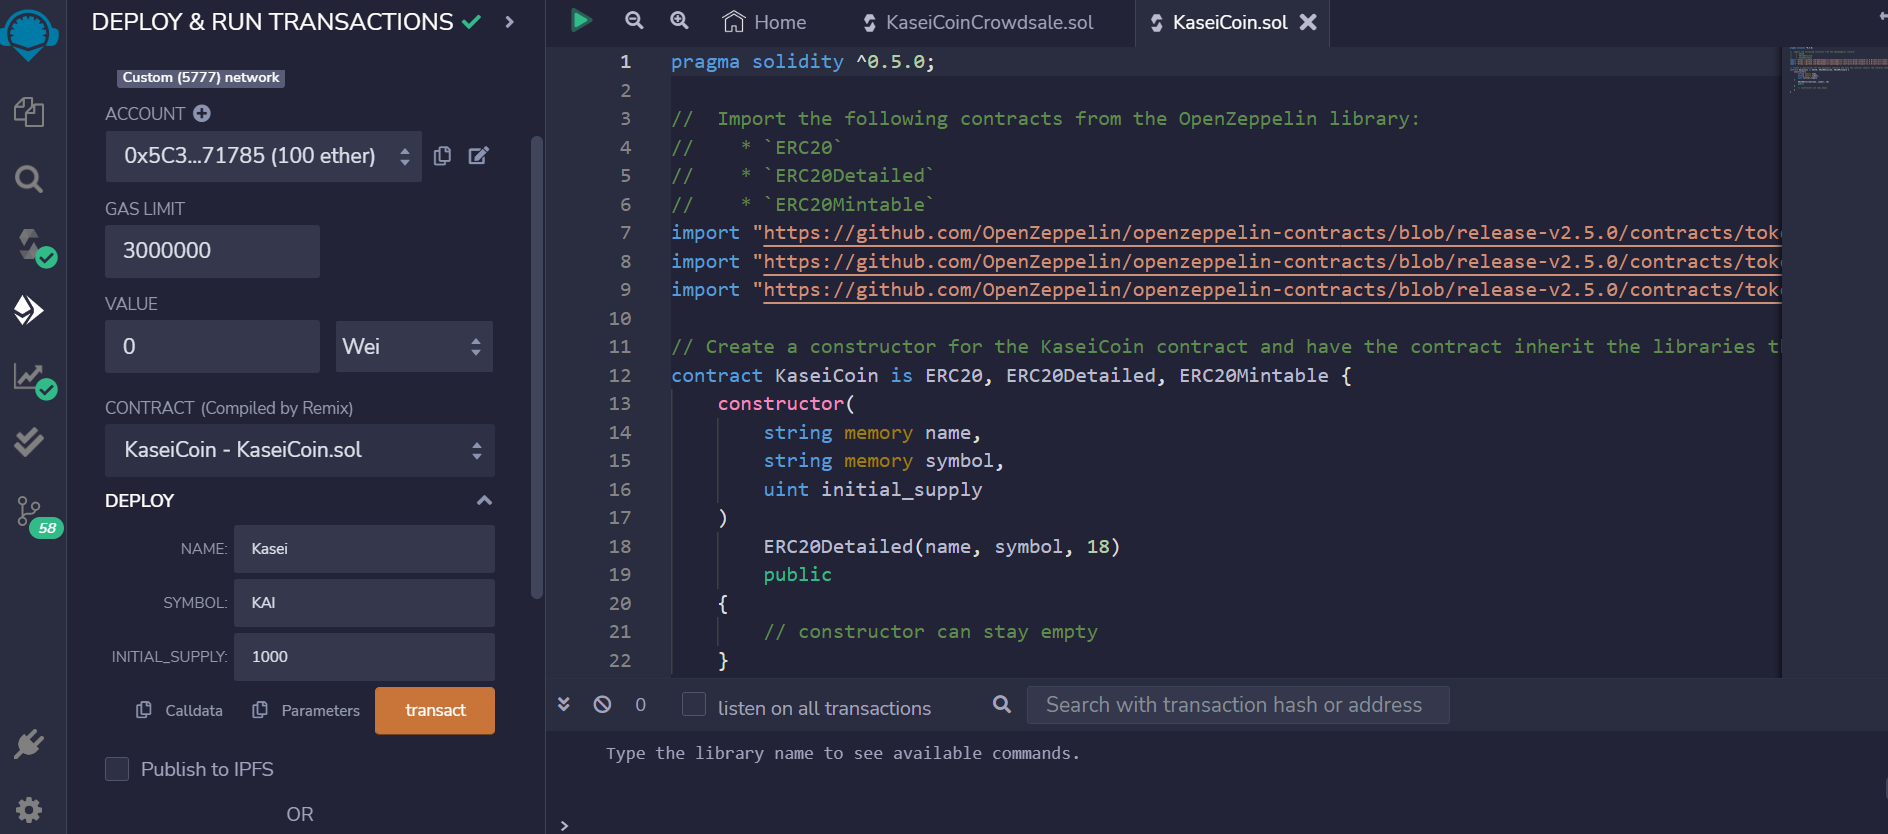 DEPLOY & RUN TRANSACTIONS
Custom (5777) network
ACCOUNT
0x5C3...71785 (100 ether)
GAS LIMIT
3000000
VALUE
0
Wei
CONTRACT (Compiled by Remix)
KaseiCoin - KaseiCoin.sol
DEPLOY
NAME: Kasei
SYMBOL: KAI
INITIAL_SUPPLY: 1000
Calldata Parameters transact
Publish to IPFS
OR
58
Home KaseiCoinCrowdsale.sol KaseiCoin.sol
1 pragma solidity ^0.5.0;
2
3 //  Import the following contracts from the OpenZeppelin library:
4 //    * `ERC20`
5 //    * `ERC20Detailed`
6 //    * `ERC20Mintable`
7 import "https://github.com/OpenZeppelin/openzeppelin-contracts/blob/release-v2.5.0/contracts/tok
8 import "https://github.com/OpenZeppelin/openzeppelin-contracts/blob/release-v2.5.0/contracts/tok
9 import "https://github.com/OpenZeppelin/openzeppelin-contracts/blob/release-v2.5.0/contracts/tok
10
11 // Create a constructor for the KaseiCoin contract and have the contract inherit the libraries
12 contract KaseiCoin is ERC20, ERC20Detailed, ERC20Mintable {
13     constructor(
14         string memory name,
15         string memory symbol,
16         uint initial_supply
17     )
18         ERC20Detailed(name, symbol, 18)
19         public
20     {
21         // constructor can stay empty
22     }
0 listen on all transactions Search with transaction hash or address
Type the library name to see available commands.
>